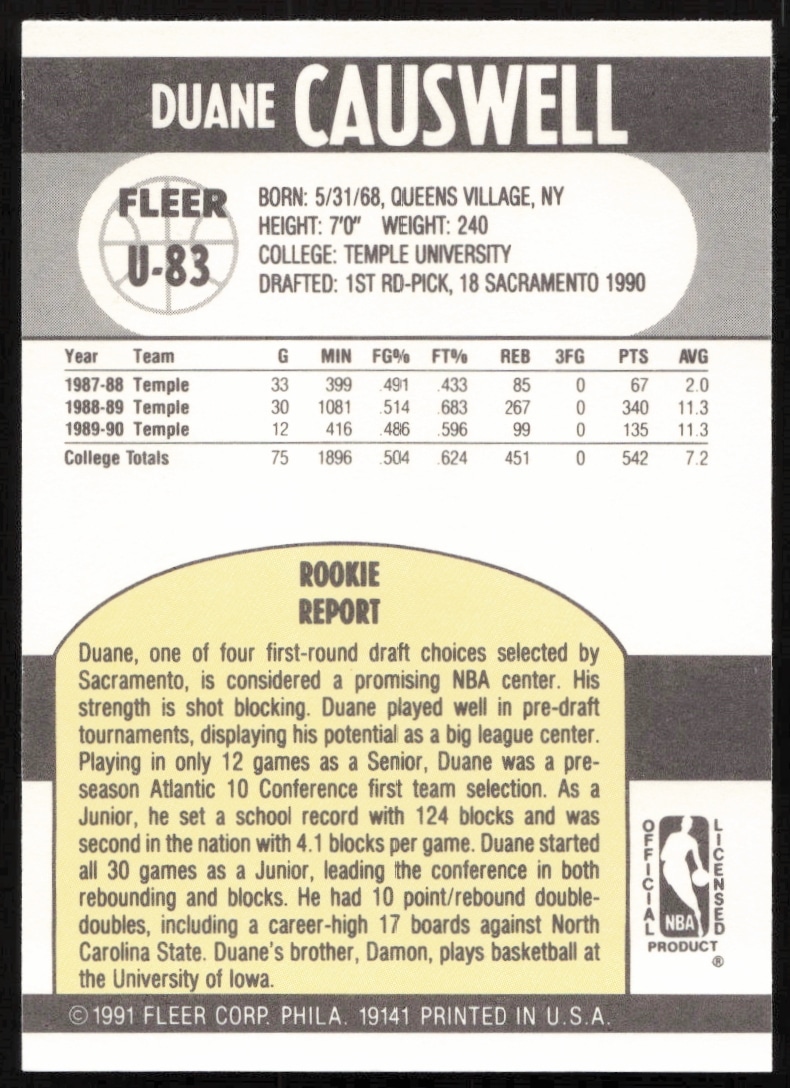 DUANE CAUSWELL
FLEER
U-83
BORN: 5/31/68, QUEENS VILLAGE, NY
HEIGHT: 7'0" WEIGHT: 240
COLLEGE: TEMPLE UNIVERSITY
DRAFTED: 1ST RD-PICK, 18 SACRAMENTO 1990
Year Team G MIN FG% FT% REB 3FG PTS AVG
1987-88 Temple 33 399 .491 .433 85 0 67 2.0
1988-89 Temple 30 1081 .514 .683 267 0 340 11.3
1989-90 Temple 12 416 .486 .596 99 0 135 11.3
College Totals 75 1896 .504 .624 451 0 542 7.2
ROOKIE
REPORT
Duane, one of four first-round draft choices selected by
Sacramento, is considered a promising NBA center. His
strength is shot blocking. Duane played well in pre-draft
tournaments, displaying his potential as a big league center.
Playing in only 12 games as a Senior, Duane was a pre-
season Atlantic 10 Conference first team selection. As a
Junior, he set a school record with 124 blocks and was
second in the nation with 4.1 blocks per game. Duane started
all 30 games as a Junior, leading the conference in both
rebounding and blocks. He had 10 point/rebound double-
doubles, including a career-high 17 boards against North
Carolina State. Duane's brother, Damon, plays basketball at
the University of Iowa.
OFFICIAL
NBA
LICENSED
PRODUCT
®
©1991 FLEER CORP. PHILA. 19141 PRINTED IN U.S.A.